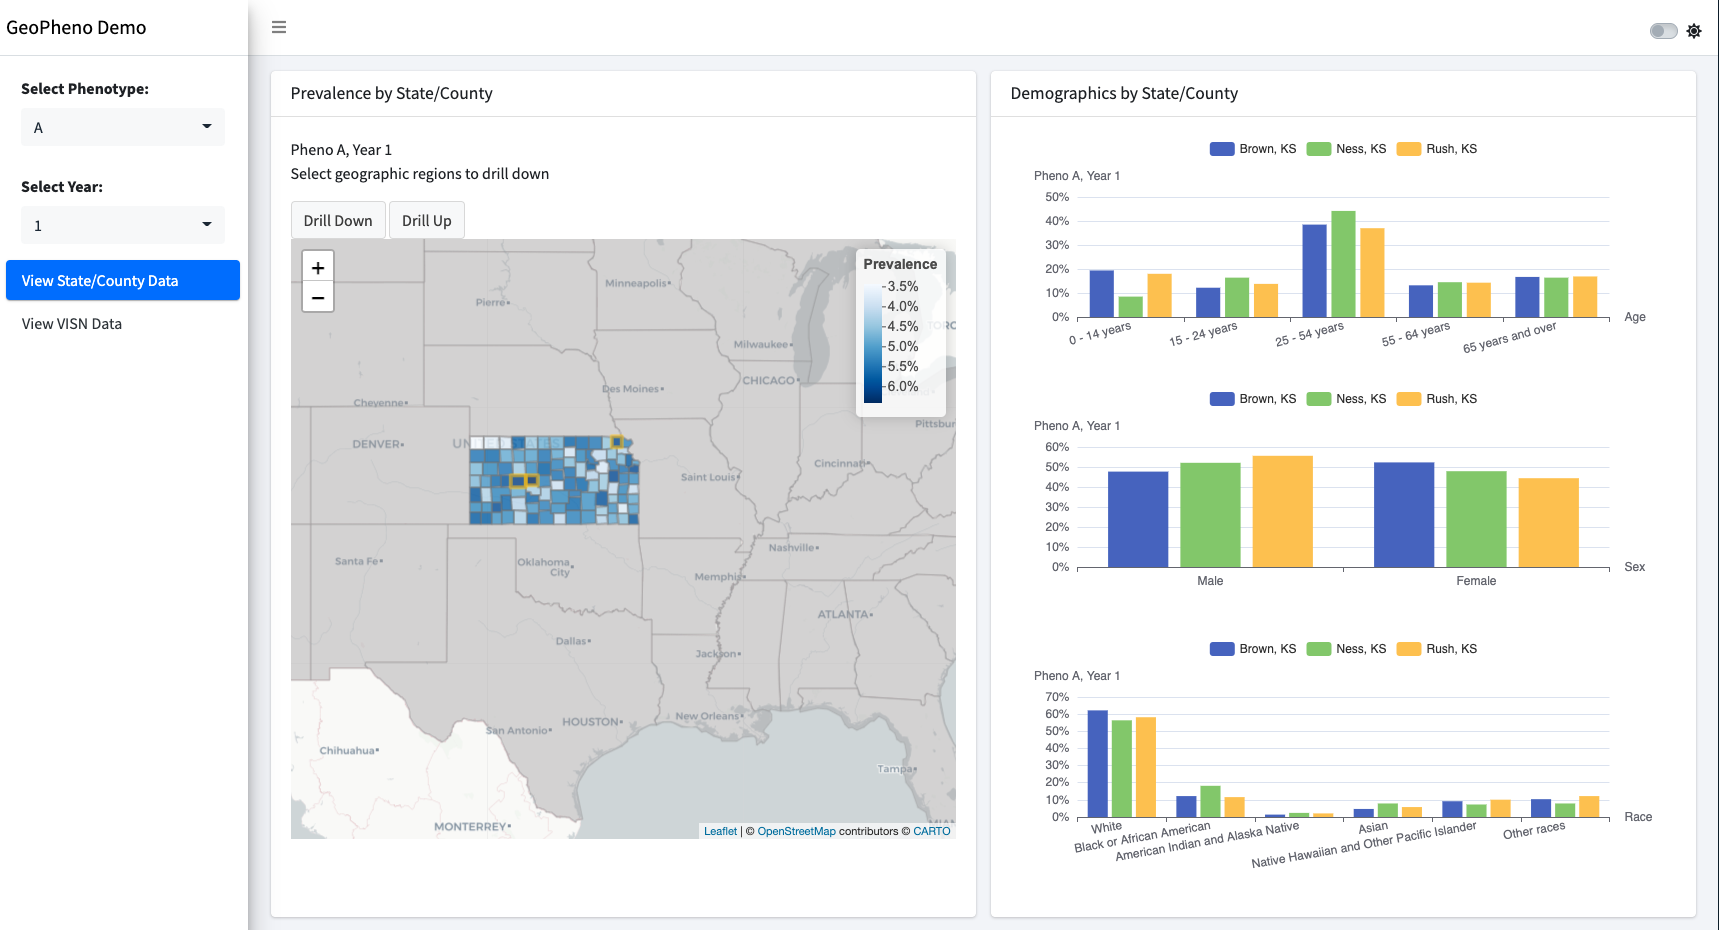 GeoPheno Demo
Select Phenotype:
A
Select Year:
1
View State/County Data
View VISN Data
Prevalence by State/County
Pheno A, Year 1
Select geographic regions to drill down
Drill Down
Drill Up
+
−
Prevalence
3.5%
4.0%
4.5%
5.0%
5.5%
6.0%
Minneapolis
Pierre
Milwaukee
CHICAGO
Des Moines
Cheyenne
DENVER
UNITED STATES
Pittsbur
Cincinnati
Saint Louis
Nashville
Santa Fe
Oklahoma
City
Memphis
ATLANTA
Dallas
Jackson
New Orleans
HOUSTON
San Antonio
Chihuahua
Tampa
MONTERREY
Leaflet | © OpenStreetMap contributors © CARTO
Demographics by State/County
Brown, KS Ness, KS Rush, KS
Pheno A, Year 1
50%
40%
30%
20%
10%
0%
0 - 14 years
15 - 24 years
25 - 54 years
55 - 64 years
65 years and over
Age
Brown, KS Ness, KS Rush, KS
Pheno A, Year 1
60%
50%
40%
30%
20%
10%
0%
Male
Female
Sex
Brown, KS Ness, KS Rush, KS
Pheno A, Year 1
70%
60%
50%
40%
30%
20%
10%
0%
White
Black or African American
American Indian and Alaska Native
Asian
Native Hawaiian and Other Pacific Islander
Other races
Race